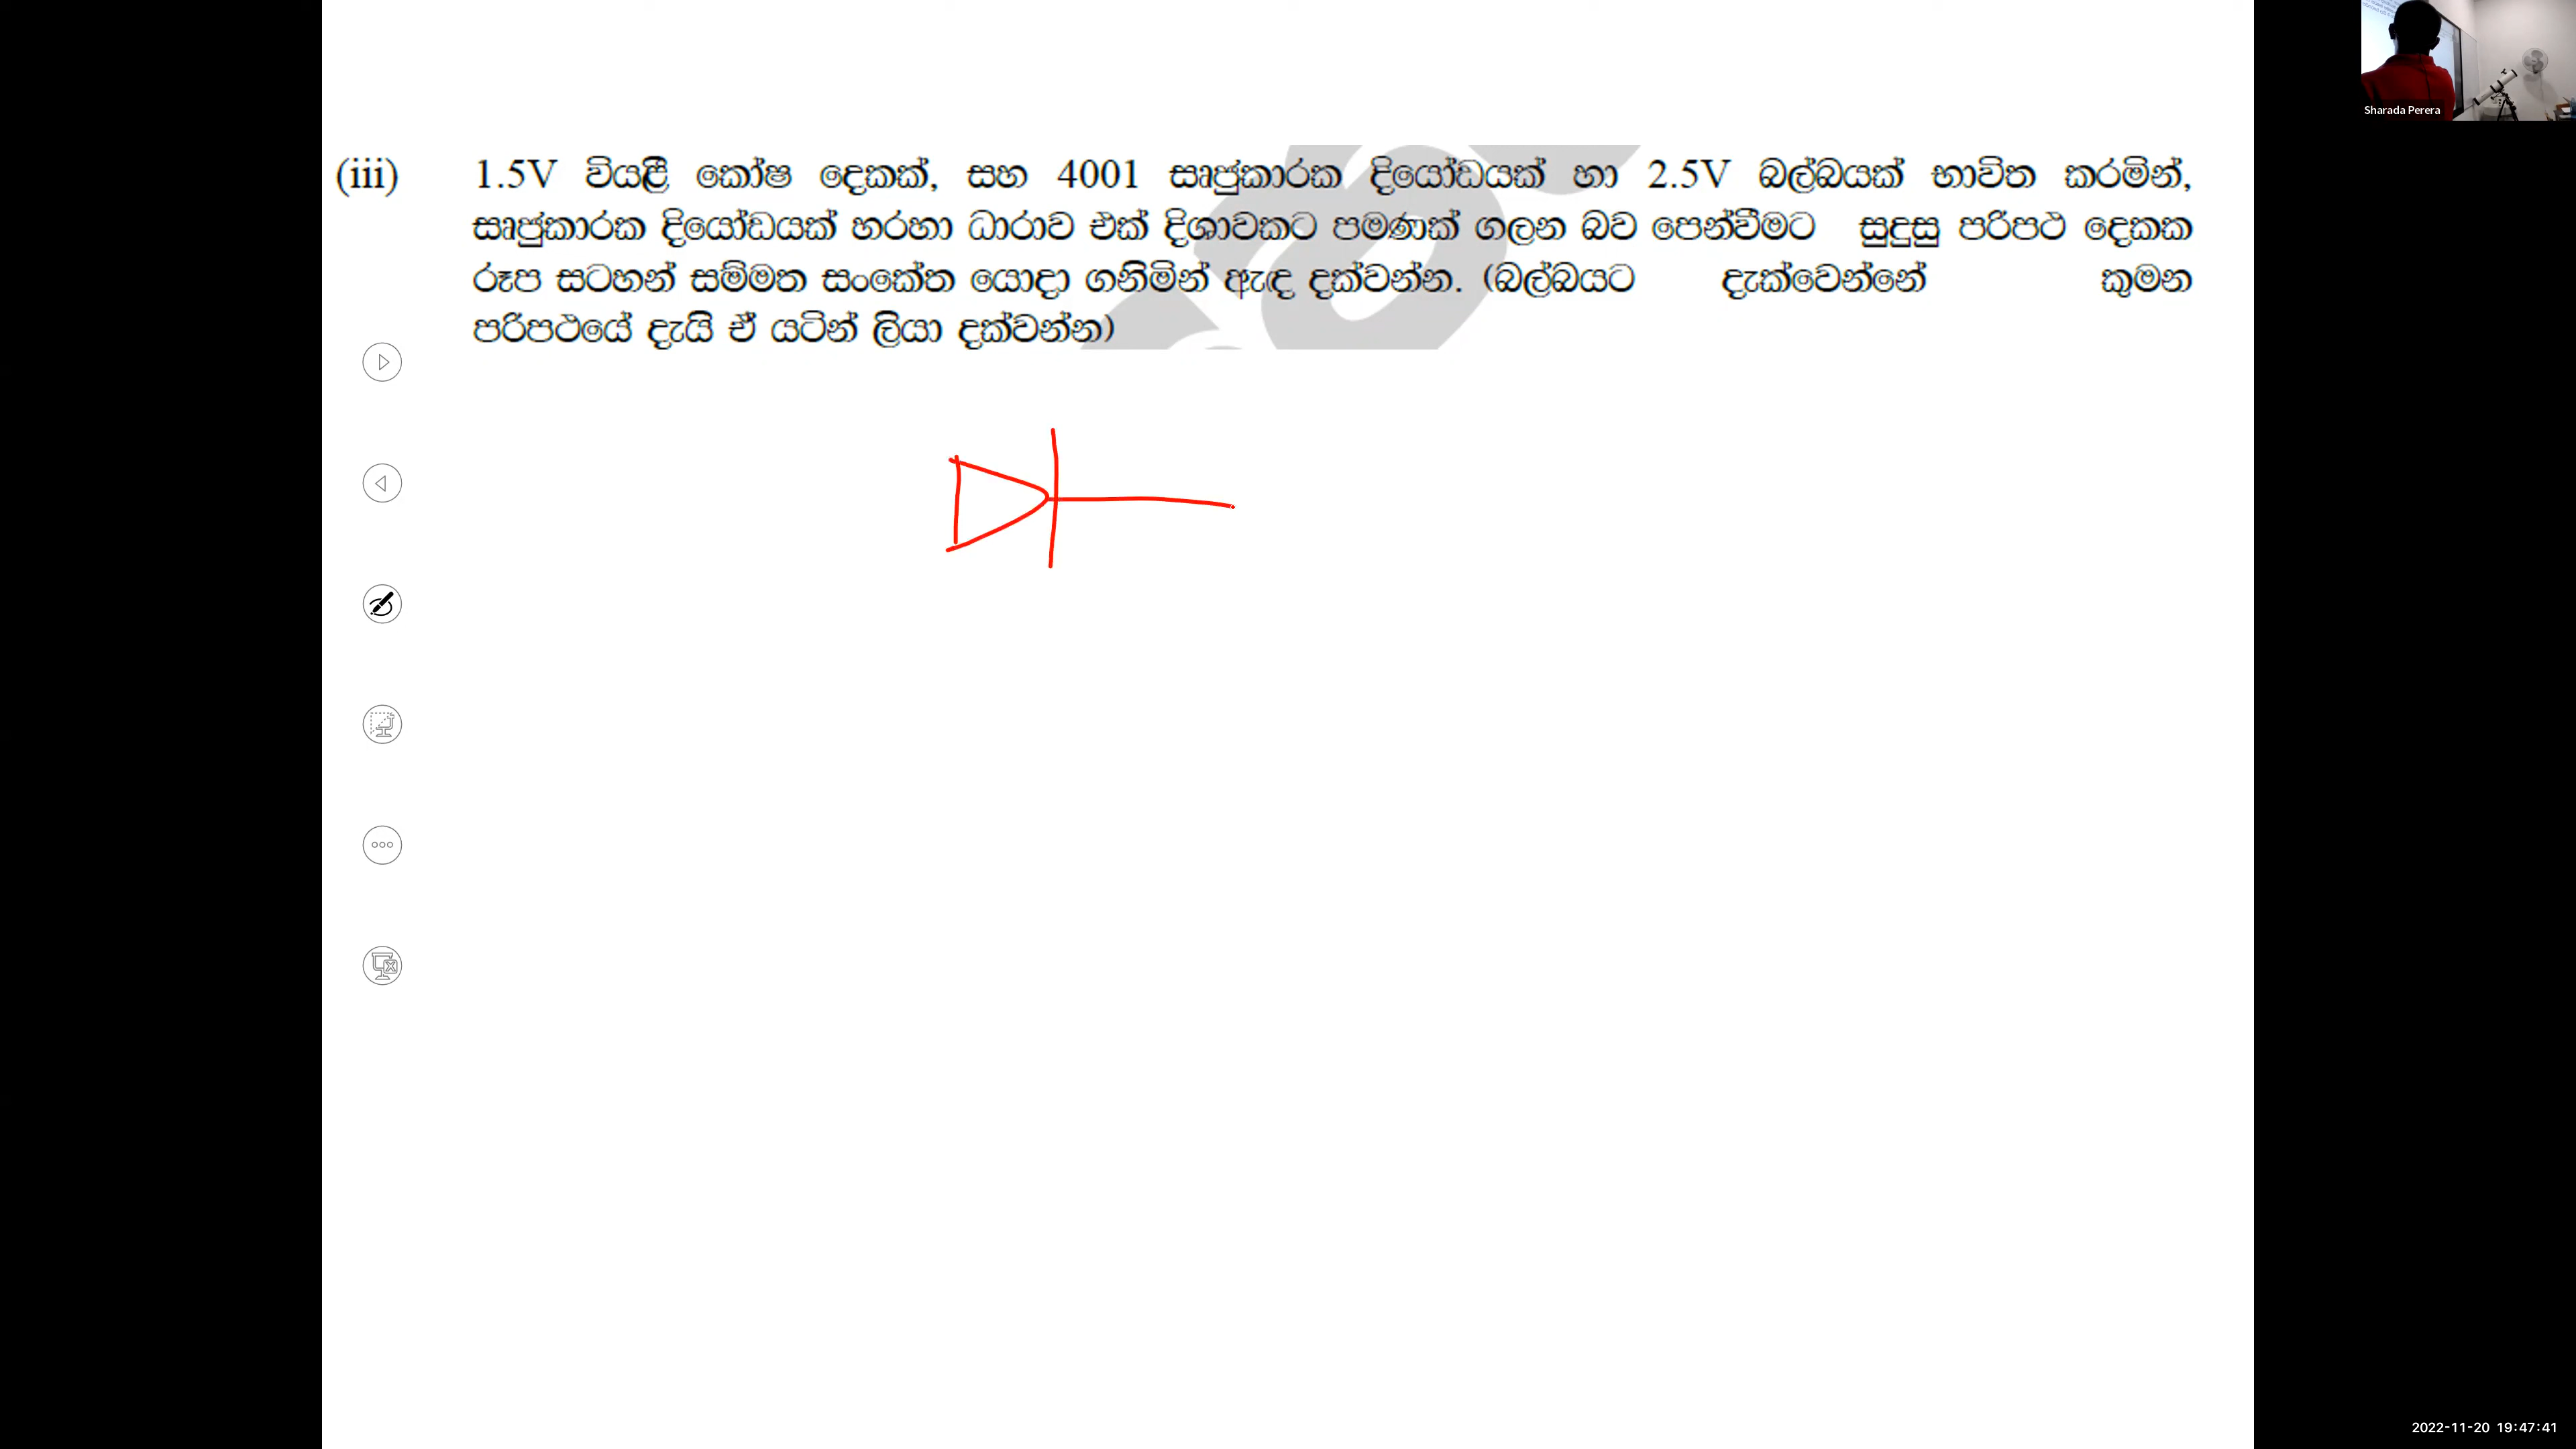 Sharada Perera
(iii) 1.5V වියළි කෝෂ දෙකක්, සහ 4001 සෘජුකාරක දියෝඩයක් හා 2.5V බල්බයක් භාවිත කරමින්,
සෘජුකාරක දියෝඩයක් හරහා ධාරාව එක් දිශාවකට පමණක් ගලන බව පෙන්වීමට සුදුසු පරිපථ දෙකක
රූප සටහන් සම්මත සංකේත යොදා ගනිමින් ඇඳ දක්වන්න. (බල්බයට දැක්වෙන්නේ කුමන
පරිපථයේ දැයි ඒ යටින් ලියා දක්වන්න)
2022-11-20 19:47:41